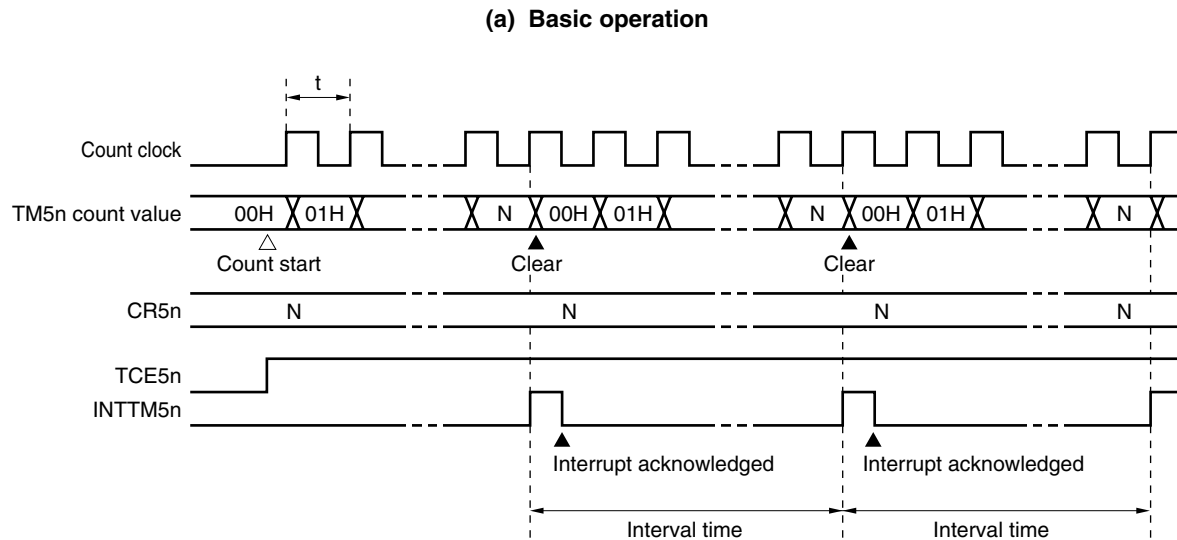 (a) Basic operation
t
Count clock
TM5n count value 00H 01H N 00H 01H N 00H 01H N
Count start Clear Clear
CR5n N N N N
TCE5n
INTTM5n
Interrupt acknowledged Interrupt acknowledged
Interval time Interval time